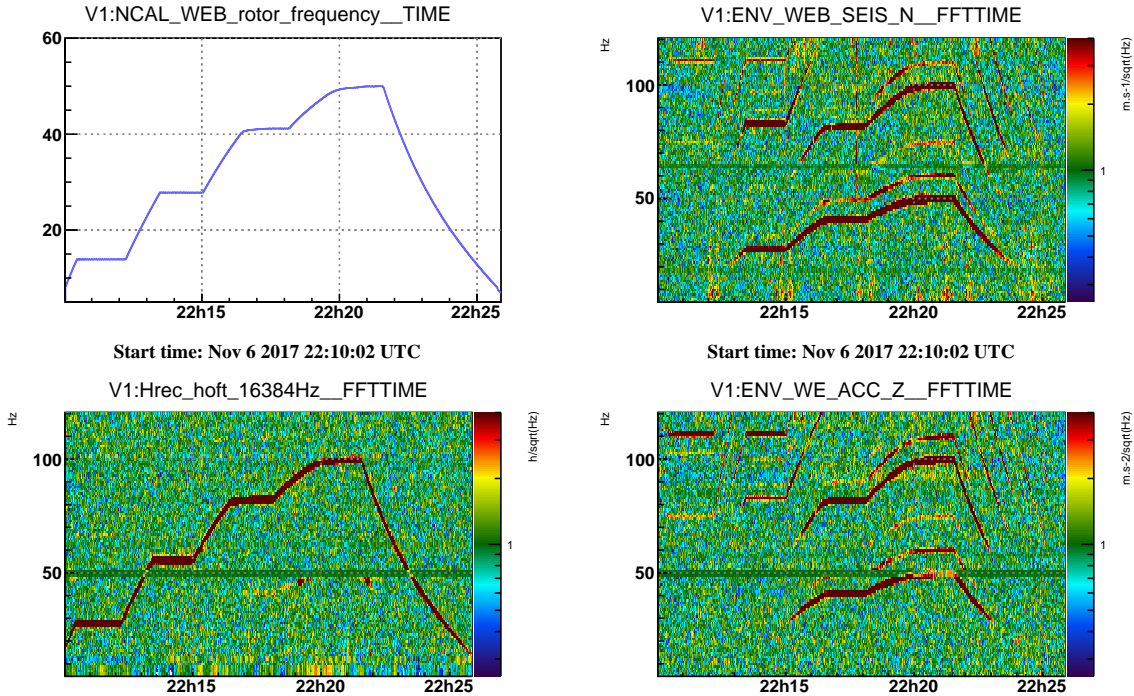 V1:NCAL_WEB_rotor_frequency__TIME
60
40
20
22h15
22h20
22h25
Start time: Nov 6 2017 22:10:02 UTC
V1:ENV_WEB_SEIS_N__FFTTIME
Hz
100
50
22h15
22h20
22h25
m.s-1/sqrt(Hz)
1
Start time: Nov 6 2017 22:10:02 UTC
V1:Hrec_hoft_16384Hz__FFTTIME
Hz
100
50
22h15
22h20
22h25
h/sqrt(Hz)
1
V1:ENV_WE_ACC_Z__FFTTIME
Hz
100
50
22h15
22h20
22h25
m.s-2/sqrt(Hz)
1